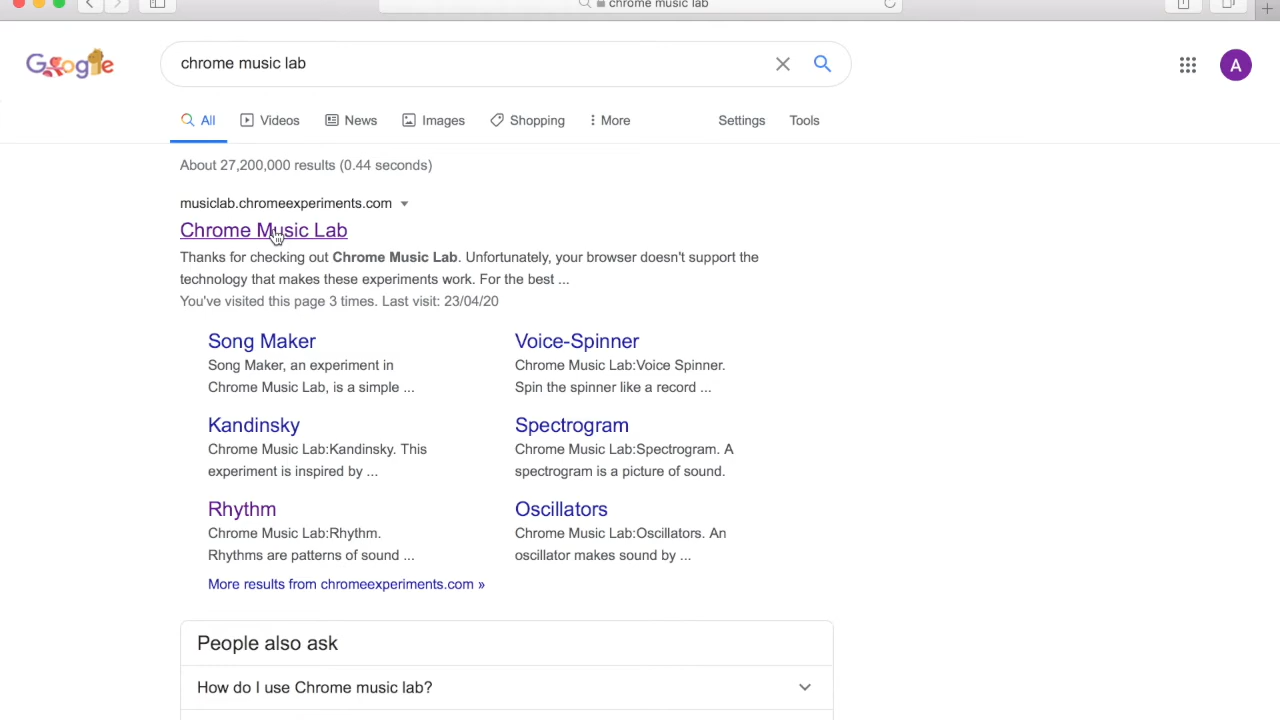 chrome music lab
Google
chrome music lab
A
All Videos News Images Shopping More Settings Tools
About 27,200,000 results (0.44 seconds)
musiclab.chromeexperiments.com
Chrome Music Lab
Thanks for checking out Chrome Music Lab. Unfortunately, your browser doesn't support the
technology that makes these experiments work. For the best ...
You've visited this page 3 times. Last visit: 23/04/20
Song Maker
Song Maker, an experiment in
Chrome Music Lab, is a simple ...
Voice-Spinner
Chrome Music Lab:Voice Spinner.
Spin the spinner like a record ...
Kandinsky
Chrome Music Lab:Kandinsky. This
experiment is inspired by ...
Spectrogram
Chrome Music Lab:Spectrogram. A
spectrogram is a picture of sound.
Rhythm
Chrome Music Lab:Rhythm.
Rhythms are patterns of sound ...
Oscillators
Chrome Music Lab:Oscillators. An
oscillator makes sound by ...
More results from chromeexperiments.com »
People also ask
How do I use Chrome music lab?